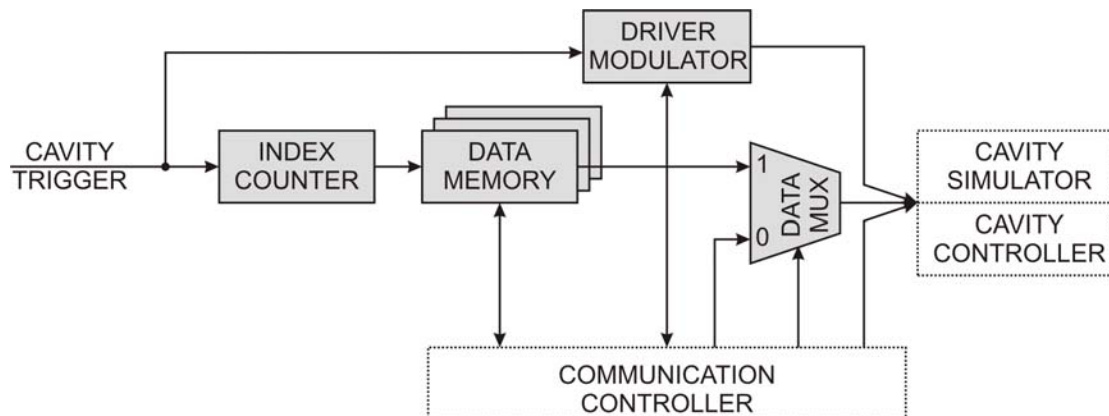 DRIVER
MODULATOR
CAVITY
TRIGGER
INDEX
COUNTER
DATA
MEMORY
1
0
DATA
MUX
CAVITY
SIMULATOR
CAVITY
CONTROLLER
COMMUNICATION
CONTROLLER